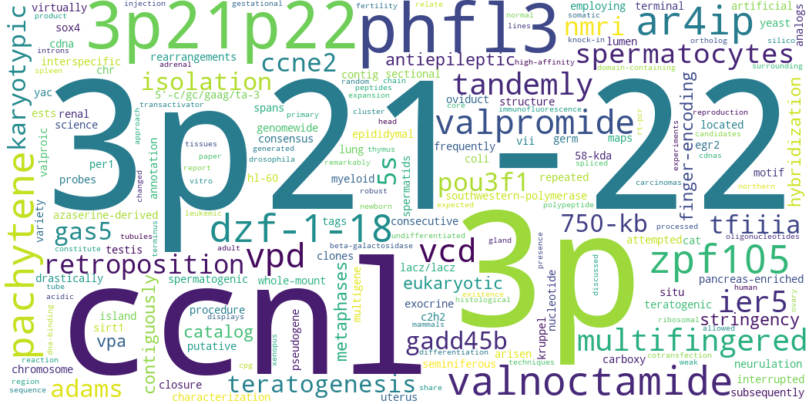 virtually
injection
gestational
3p21p22
phfl3
fertility
relate
employing
terminal
artificial
analogs
product
sox4
nmri
ar4ip
somatic
normal
yeast
introns
cdna
rearrangements
adrenal
ccne2
antiepileptic
high-affinity
lines
knock-in
lumen
ortholog
silico
karyotypic
interspecific
chr
contig
sectional
spermatocytes
domain-containing
surrounding
spleen
isolation
random
chain
tandemly
yac
ests
5'-c/gc/gaag/ta-3
peptides
expansion
oviduct
structure
hybridization
renal
science
transactivator
spans
cluster
head
immunofluorescence
core
rt-pcr
finger-encoding
reproduction
valproic
approach
primary
genomewide
epididymal
valpromide
located
candidates
per1
tissues
consensus
lung
thymus
5s
frequently
vii
germ
maps
egr2
cdnas
probes
annotation
paper
generated
drosophila
remarkably
coli
58-kda
spliced
experiments
motif
report
hl-60
myeloid
spermatids
pou3f1
repeated
carcinomas
northern
changed
vitro
robust
newborn
southwestern-polymerase
variety
azaserine-derived
leukemic
tags
consecutive
expected
polypeptide
processed
oligonucleotides
3p21-22
pachytene
gas5
terminus
dzf-1-18
beta-galactosidase
undifferentiated
3p
750-kb
attempted
cat
tfiiia
constitute
tubules
adult
clones
vcd
gland
presence
discussed
zpf105
drastically
testis
retroposition
vpd
lacz/lacz
eukaryotic
pancreas-enriched
tube
spermatogenic
whole-mount
metaphases
multigene
exocrine
existence
histological
nucleotide
situ
human
ovary
acidic
dna-binding
island
sirt1
contiguously
procedure
displays
pseudogene
ccnl
c2h2
mammals
gadd45b
kruppel
teratogenic
ier5
vpa
catalog
putative
ribosomal
allowed
stringency
chromosome
closure
cpg
xenopus
differentiation
arisen
carboxy
cotransfection
weak
multifingered
reaction
region
sequence
adams
teratogenesis
share
seminiferous
techniques
valnoctamide
neurulation
interrupted
subsequently
characterization
uterus